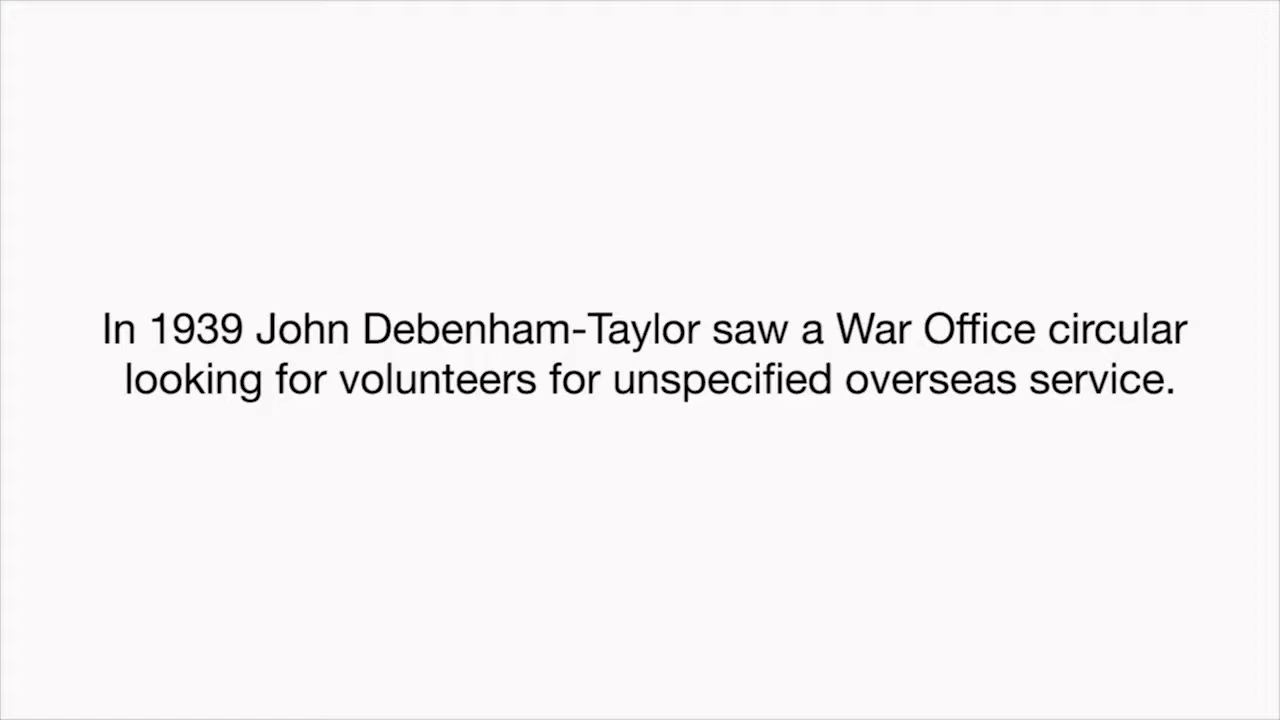 In 1939 John Debenham-Taylor saw a War Office circular
looking for volunteers for unspecified overseas service.